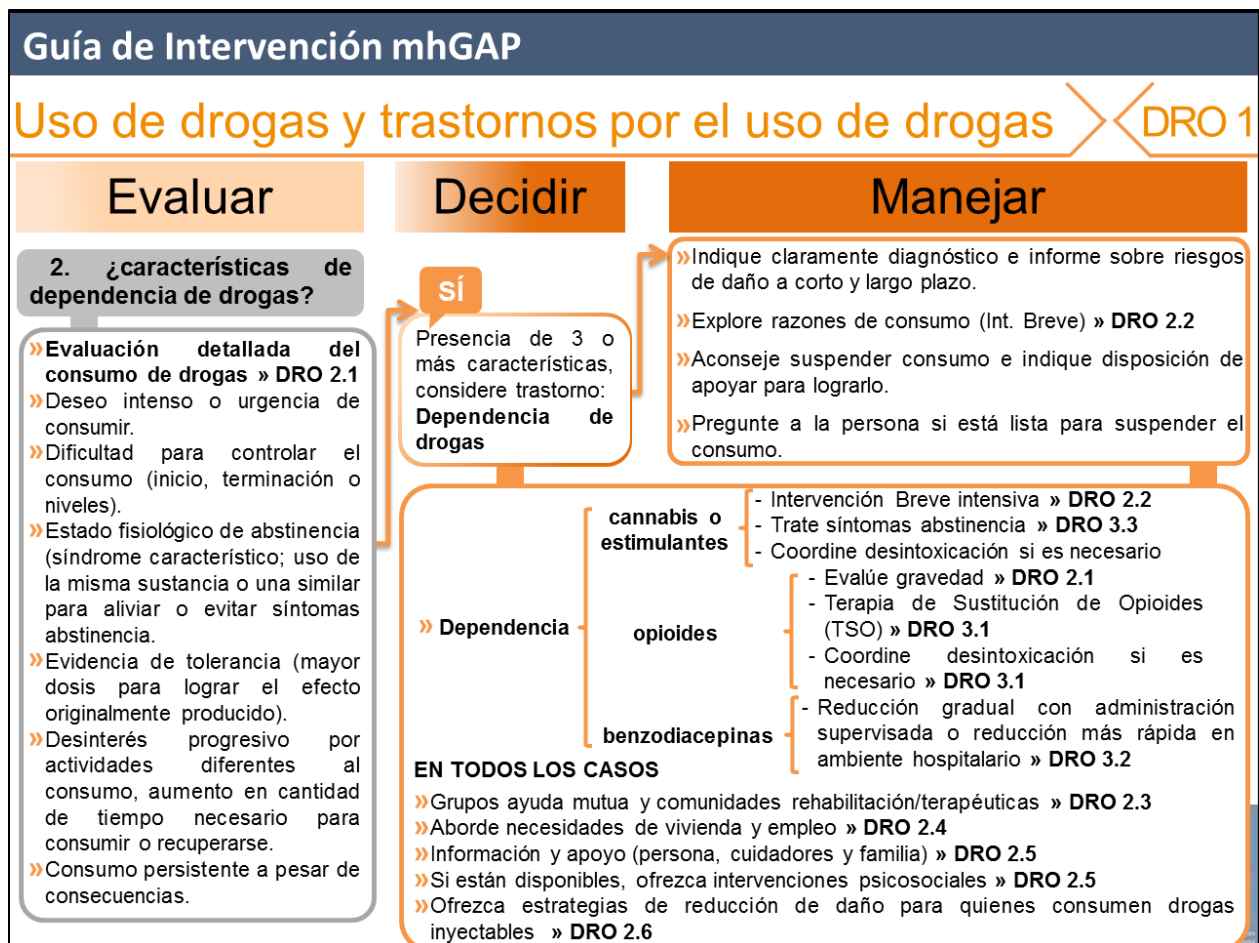 Guía de Intervención mhGAP
Uso de drogas y trastornos por el uso de drogas
DRO 1
Evaluar
Decidir
Manejar
2. ¿características de
dependencia de drogas?
»Evaluación detallada del
consumo de drogas » DRO 2.1
»Deseo intenso o urgencia de
consumir.
»Dificultad para controlar el
consumo (inicio, terminación o
niveles).
»Estado fisiológico de abstinencia
(síndrome característico; uso de
la misma sustancia o una similar
para aliviar o evitar síntomas
abstinencia.
»Evidencia de tolerancia (mayor
dosis para lograr el efecto
originalmente producido).
»Desinterés progresivo por
actividades diferentes al
consumo, aumento en cantidad
de tiempo necesario para
consumir o recuperarse.
»Consumo persistente a pesar de
consecuencias.
SÍ
Presencia de 3 o
más características,
considere trastorno:
Dependencia de
drogas
»Indique claramente diagnóstico e informe sobre riesgos
de daño a corto y largo plazo.
»Explore razones de consumo (Int. Breve) » DRO 2.2
»Aconseje suspender consumo e indique disposición de
apoyar para lograrlo.
»Pregunte a la persona si está lista para suspender el
consumo.
» Dependencia
cannabis o
estimulantes
- Intervención Breve intensiva » DRO 2.2
- Trate síntomas abstinencia » DRO 3.3
- Coordine desintoxicación si es necesario
opioides
- Evalúe gravedad » DRO 2.1
- Terapia de Sustitución de Opioides
(TSO) » DRO 3.1
- Coordine desintoxicación si es
necesario » DRO 3.1
benzodiacepinas
- Reducción gradual con administración
supervisada o reducción más rápida en
ambiente hospitalario » DRO 3.2
EN TODOS LOS CASOS
»Grupos ayuda mutua y comunidades rehabilitación/terapéuticas » DRO 2.3
»Aborde necesidades de vivienda y empleo » DRO 2.4
»Información y apoyo (persona, cuidadores y familia) » DRO 2.5
»Si están disponibles, ofrezca intervenciones psicosociales » DRO 2.5
»Ofrezca estrategias de reducción de daño para quienes consumen drogas
inyectables » DRO 2.6